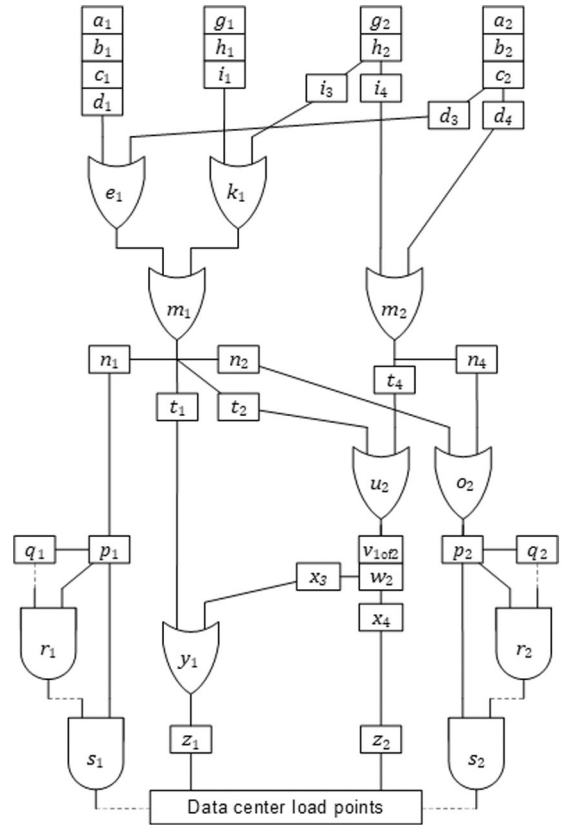 a₁ g₁ g₂ a₂
b₁ h₁ h₂ b₂
c₁ i₁ c₂
d₁ i₃ i₄ d₃ d₄
e₁ k₁
m₁ m₂
n₁ n₂ n₄
t₁ t₂ t₄
u₂ o₂
q₁ p₁ v₁of₂ p₂ q₂
x₃ w₂
x₄
r₁ y₁ r₂
s₁ z₁ z₂ s₂
Data center load points